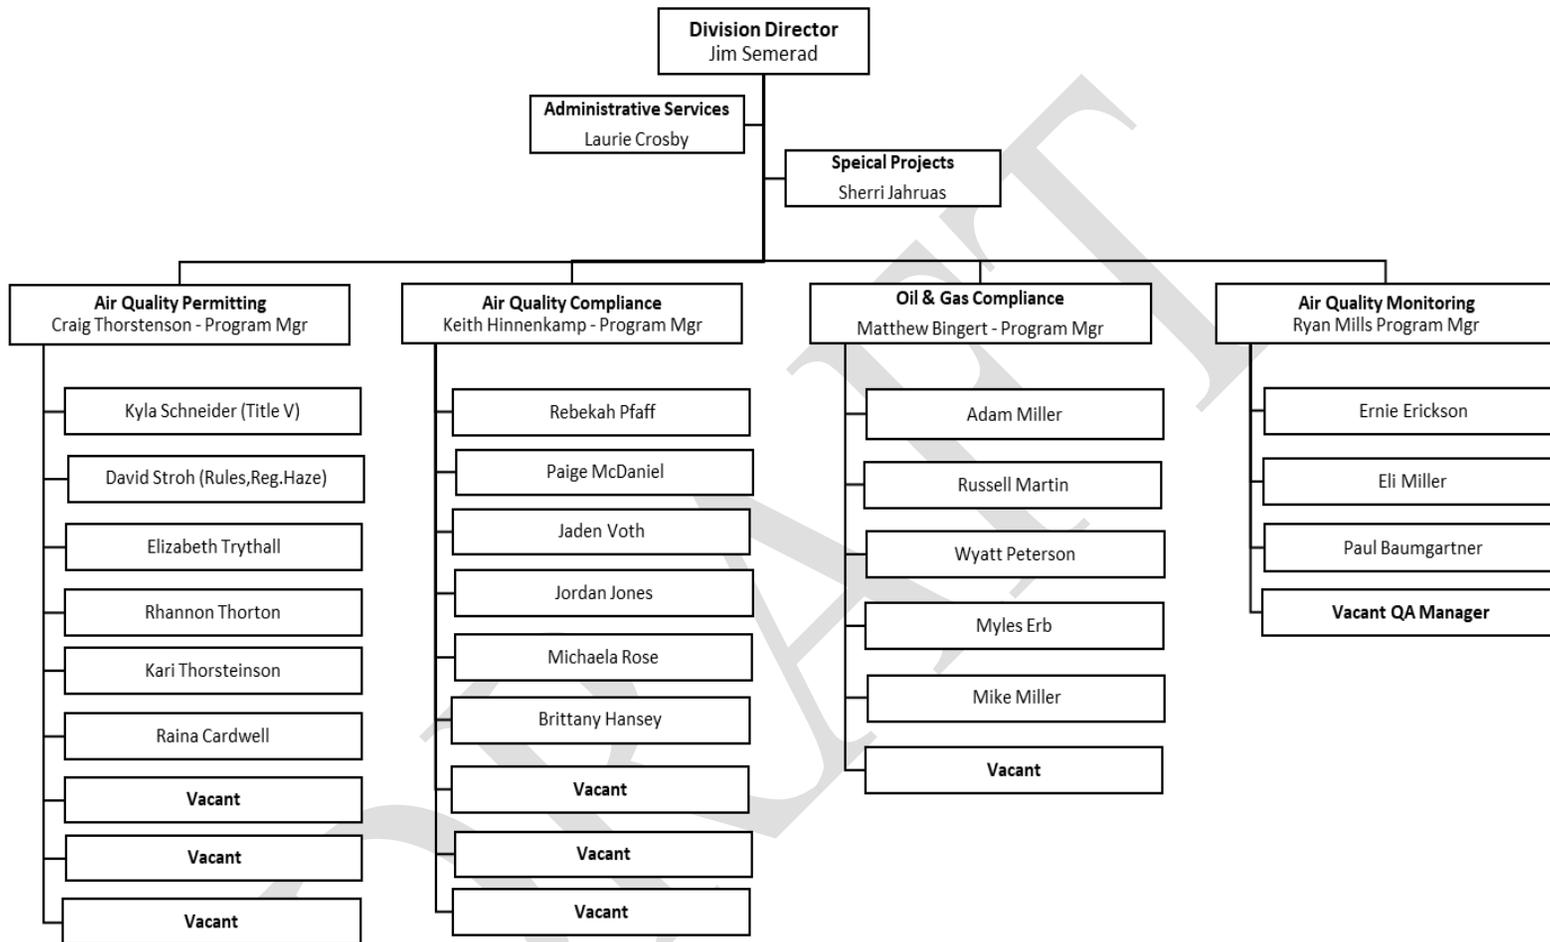 Division Director
Jim Semerad
Administrative Services
Laurie Crosby
Speical Projects
Sherri Jahruas
Air Quality Permitting
Craig Thorstenson - Program Mgr
Kyla Schneider (Title V)
David Stroh (Rules,Reg.Haze)
Elizabeth Trythall
Rhannon Thorton
Kari Thorsteinson
Raina Cardwell
Vacant
Vacant
Vacant
Air Quality Compliance
Keith Hinnenkamp - Program Mgr
Rebekah Pfaff
Paige McDaniel
Jaden Voth
Jordan Jones
Michaela Rose
Brittany Hansey
Vacant
Vacant
Vacant
Oil & Gas Compliance
Matthew Bingert - Program Mgr
Adam Miller
Russell Martin
Wyatt Peterson
Myles Erb
Mike Miller
Vacant
Air Quality Monitoring
Ryan Mills Program Mgr
Ernie Erickson
Eli Miller
Paul Baumgartner
Vacant QA Manager
DRAFT